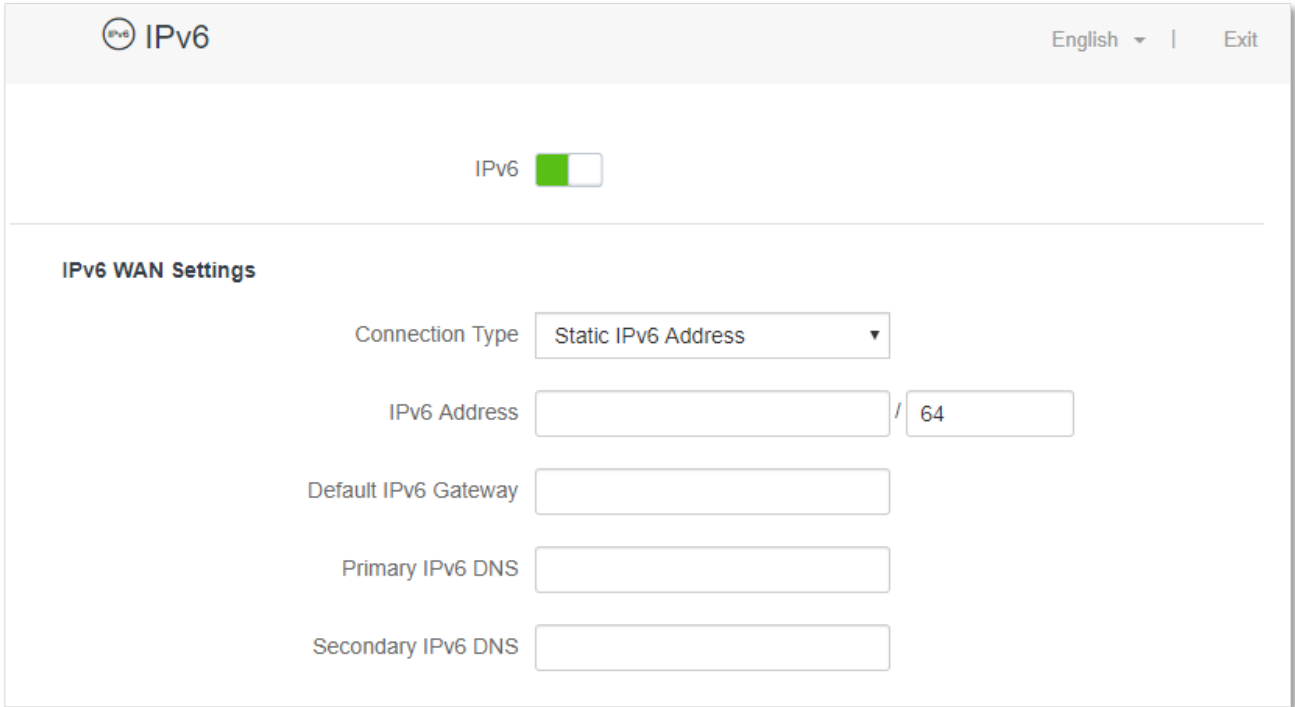 IPv6 IPv6
English | Exit
IPv6
IPv6 WAN Settings
Connection Type Static IPv6 Address
IPv6 Address / 64
Default IPv6 Gateway
Primary IPv6 DNS
Secondary IPv6 DNS